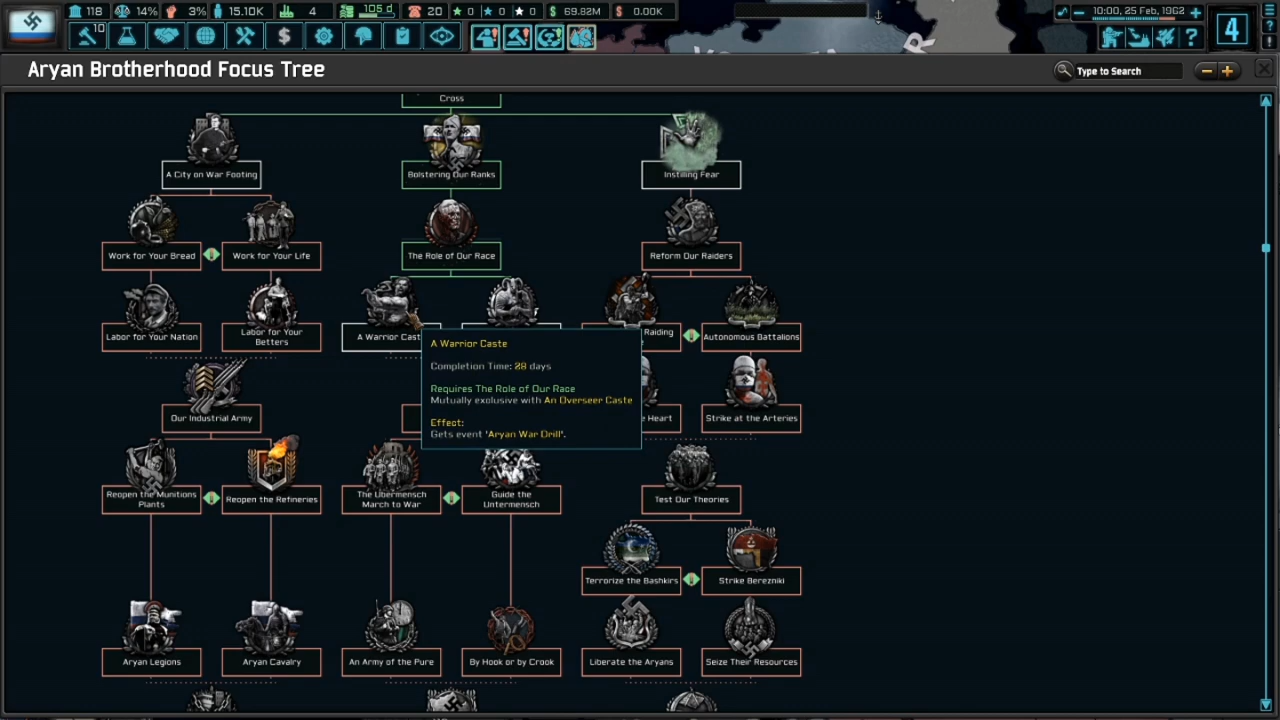 118 14% 3% 15.10K 4 105 d 20 0 0 0 $ 69.82M $ 0.00K
10:00, 25 Feb, 1962
10
4
Aryan Brotherhood Focus Tree
Type to Search
Cross
A City on War Footing
Bolstering Our Ranks
Instilling Fear
Work for Your Bread
Work for Your Life
The Role of Our Race
Reform Our Raiders
Labor for Your Nation
Labor for Your Betters
A Warrior Cast
Raiding
Autonomous Battalions
A Warrior Caste
Completion Time: 28 days
Requires The Role of Our Race
Mutually exclusive with An Overseer Caste
Effect:
Gets event 'Aryan War Drill'.
Our Industrial Army
e Heart
Strike at the Arteries
Reopen the Munitions Plants
Reopen the Refineries
The Ubermensch March to War
Guide the Untermensch
Test Our Theories
Terrorize the Bashkirs
Strike Berezniki
Aryan Legions
Aryan Cavalry
An Army of the Pure
By Hook or by Crook
Liberate the Aryans
Seize Their Resources